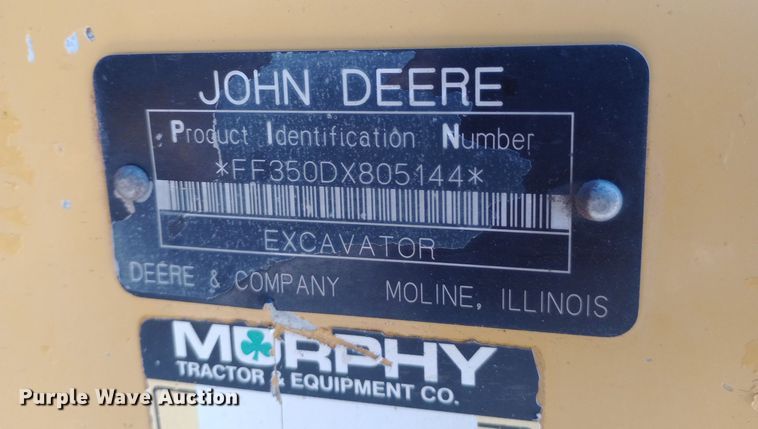 JOHN DEERE
Product Identification Number
*FF350DX805144*
EXCAVATOR
DEERE & COMPANY MOLINE, ILLINOIS
MURPHY
TRACTOR & EQUIPMENT CO.
Purple Wave Auction